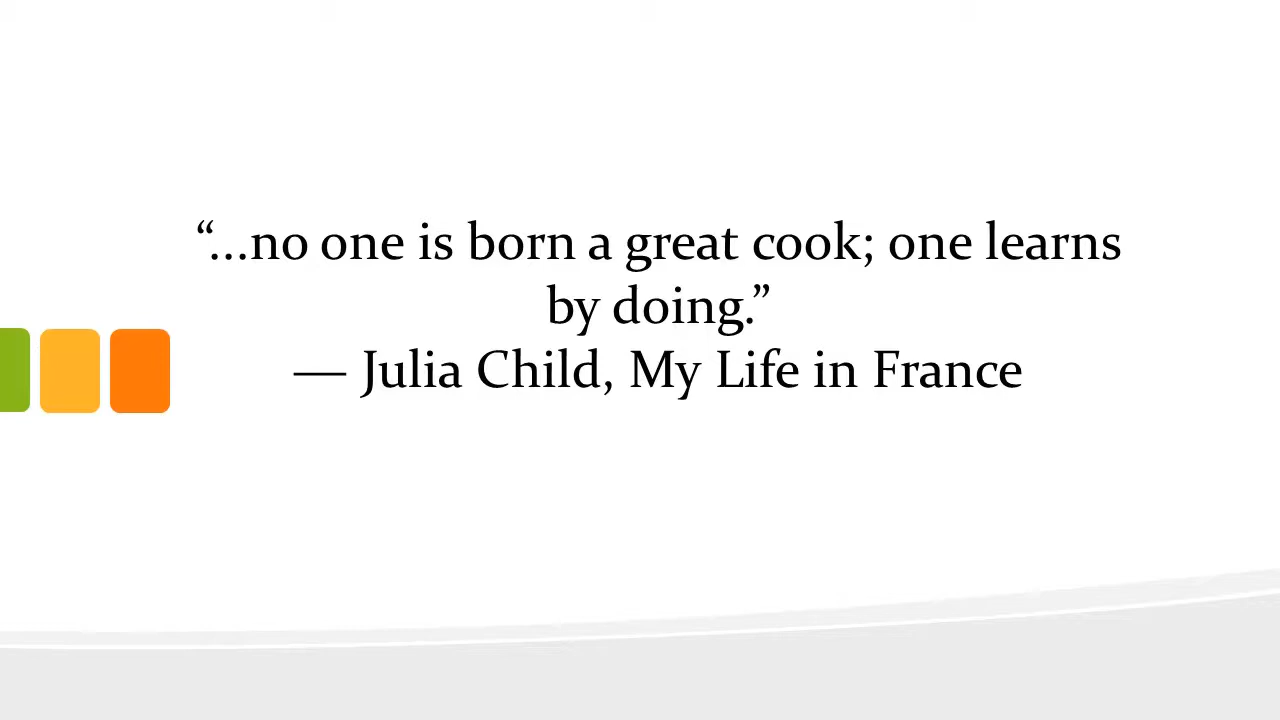 “…no one is born a great cook; one learns
by doing.”
— Julia Child, My Life in France